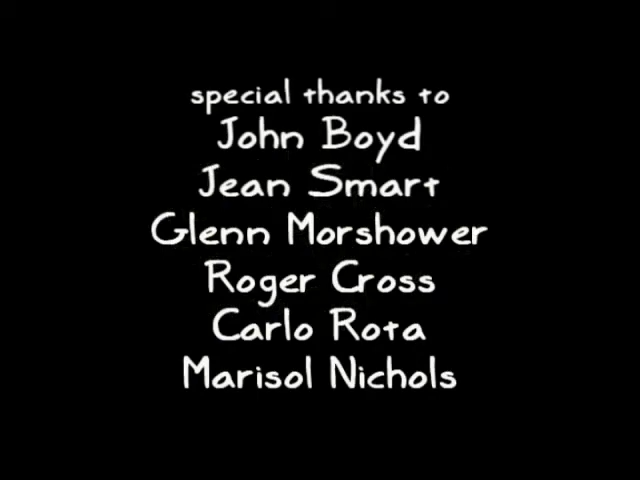 special thanks to
John Boyd
Jean Smart
Glenn Morshower
Roger Cross
Carlo Rota
Marisol Nichols